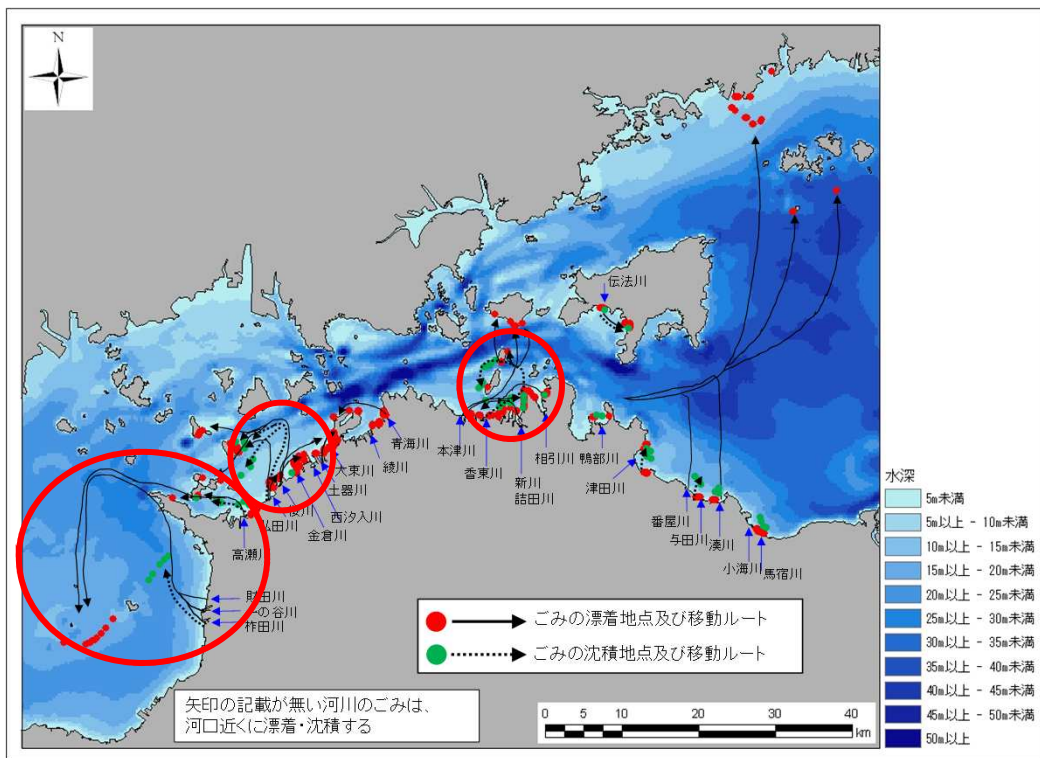 N
伝法川
青海川
綾川
大東川
土器川
西汐入川
金倉川
桜川
弘田川
高瀬川
本津川
香東川
新川
詰田川
相引川
鴨部川
津田川
番屋川
与田川
湊川
小海川
馬宿川
財田川
一の谷川
柞田川
ごみの漂着地点及び移動ルート
ごみの沈積地点及び移動ルート
矢印の記載が無い河川のごみは、
河口近くに漂着・沈積する
0 5 10 20 30 40
km
水深
5m未満
5m以上 - 10m未満
10m以上 - 15m未満
15m以上 - 20m未満
20m以上 - 25m未満
25m以上 - 30m未満
30m以上 - 35m未満
35m以上 - 40m未満
40m以上 - 45m未満
45m以上 - 50m未満
50m以上